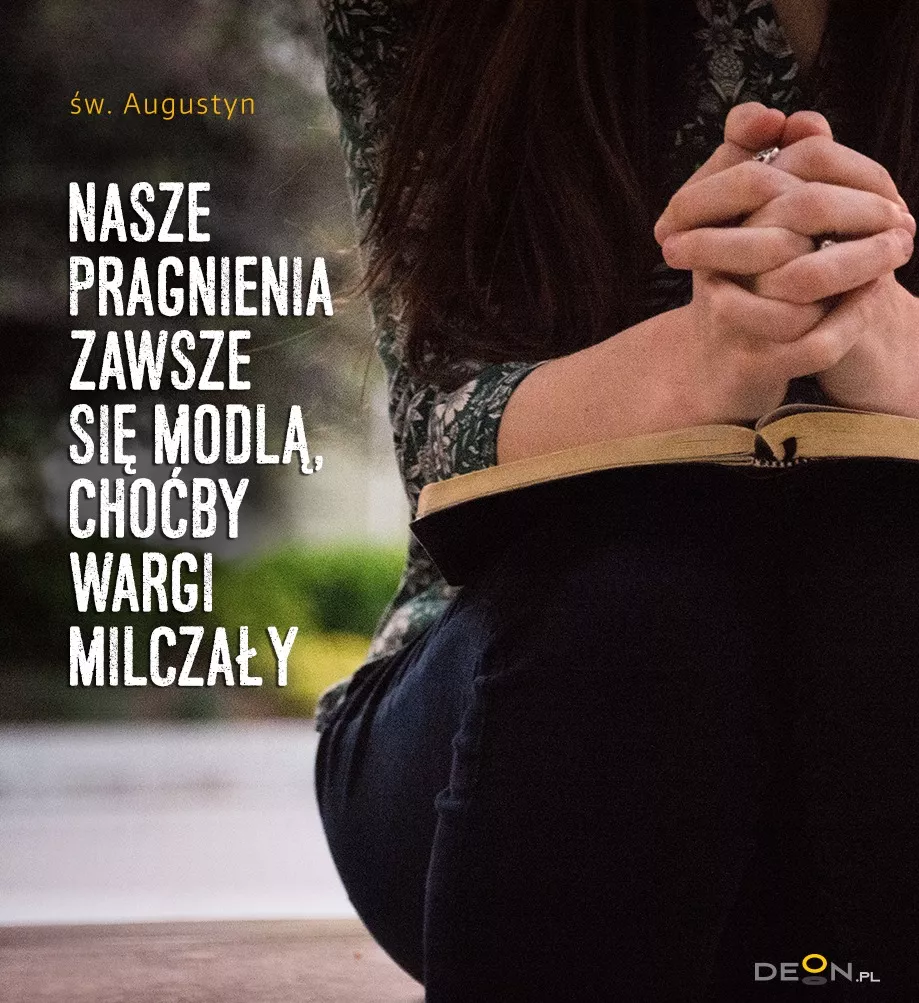 św. Augustyn
NASZE
PRAGNIENIA
ZAWSZE
SIĘ MODLĄ,
CHOĆBY
WARGI
MILCZAŁY
DEON.PL